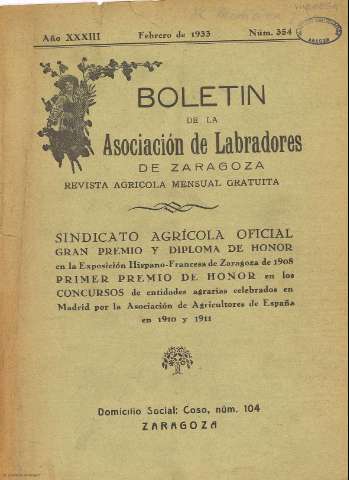 Año XXXIII Febrero de 1933 Núm. 354
BOLETIN
DE LA
Asociación de Labradores
DE ZARAGOZA
REVISTA AGRICOLA MENSUAL GRATUITA
SINDICATO AGRÍCOLA OFICIAL
GRAN PREMIO Y DIPLOMA DE HONOR
en la Exposición Hispano-Francesa de Zaragoza de 1908
PRIMER PREMIO DE HONOR en los
CONCURSOS de entidades agrarias celebrados en
Madrid por la Asociación de Agricultores de España
en 1910 y 1911
Domicilio Social: Coso, núm. 104
ZARAGOZA